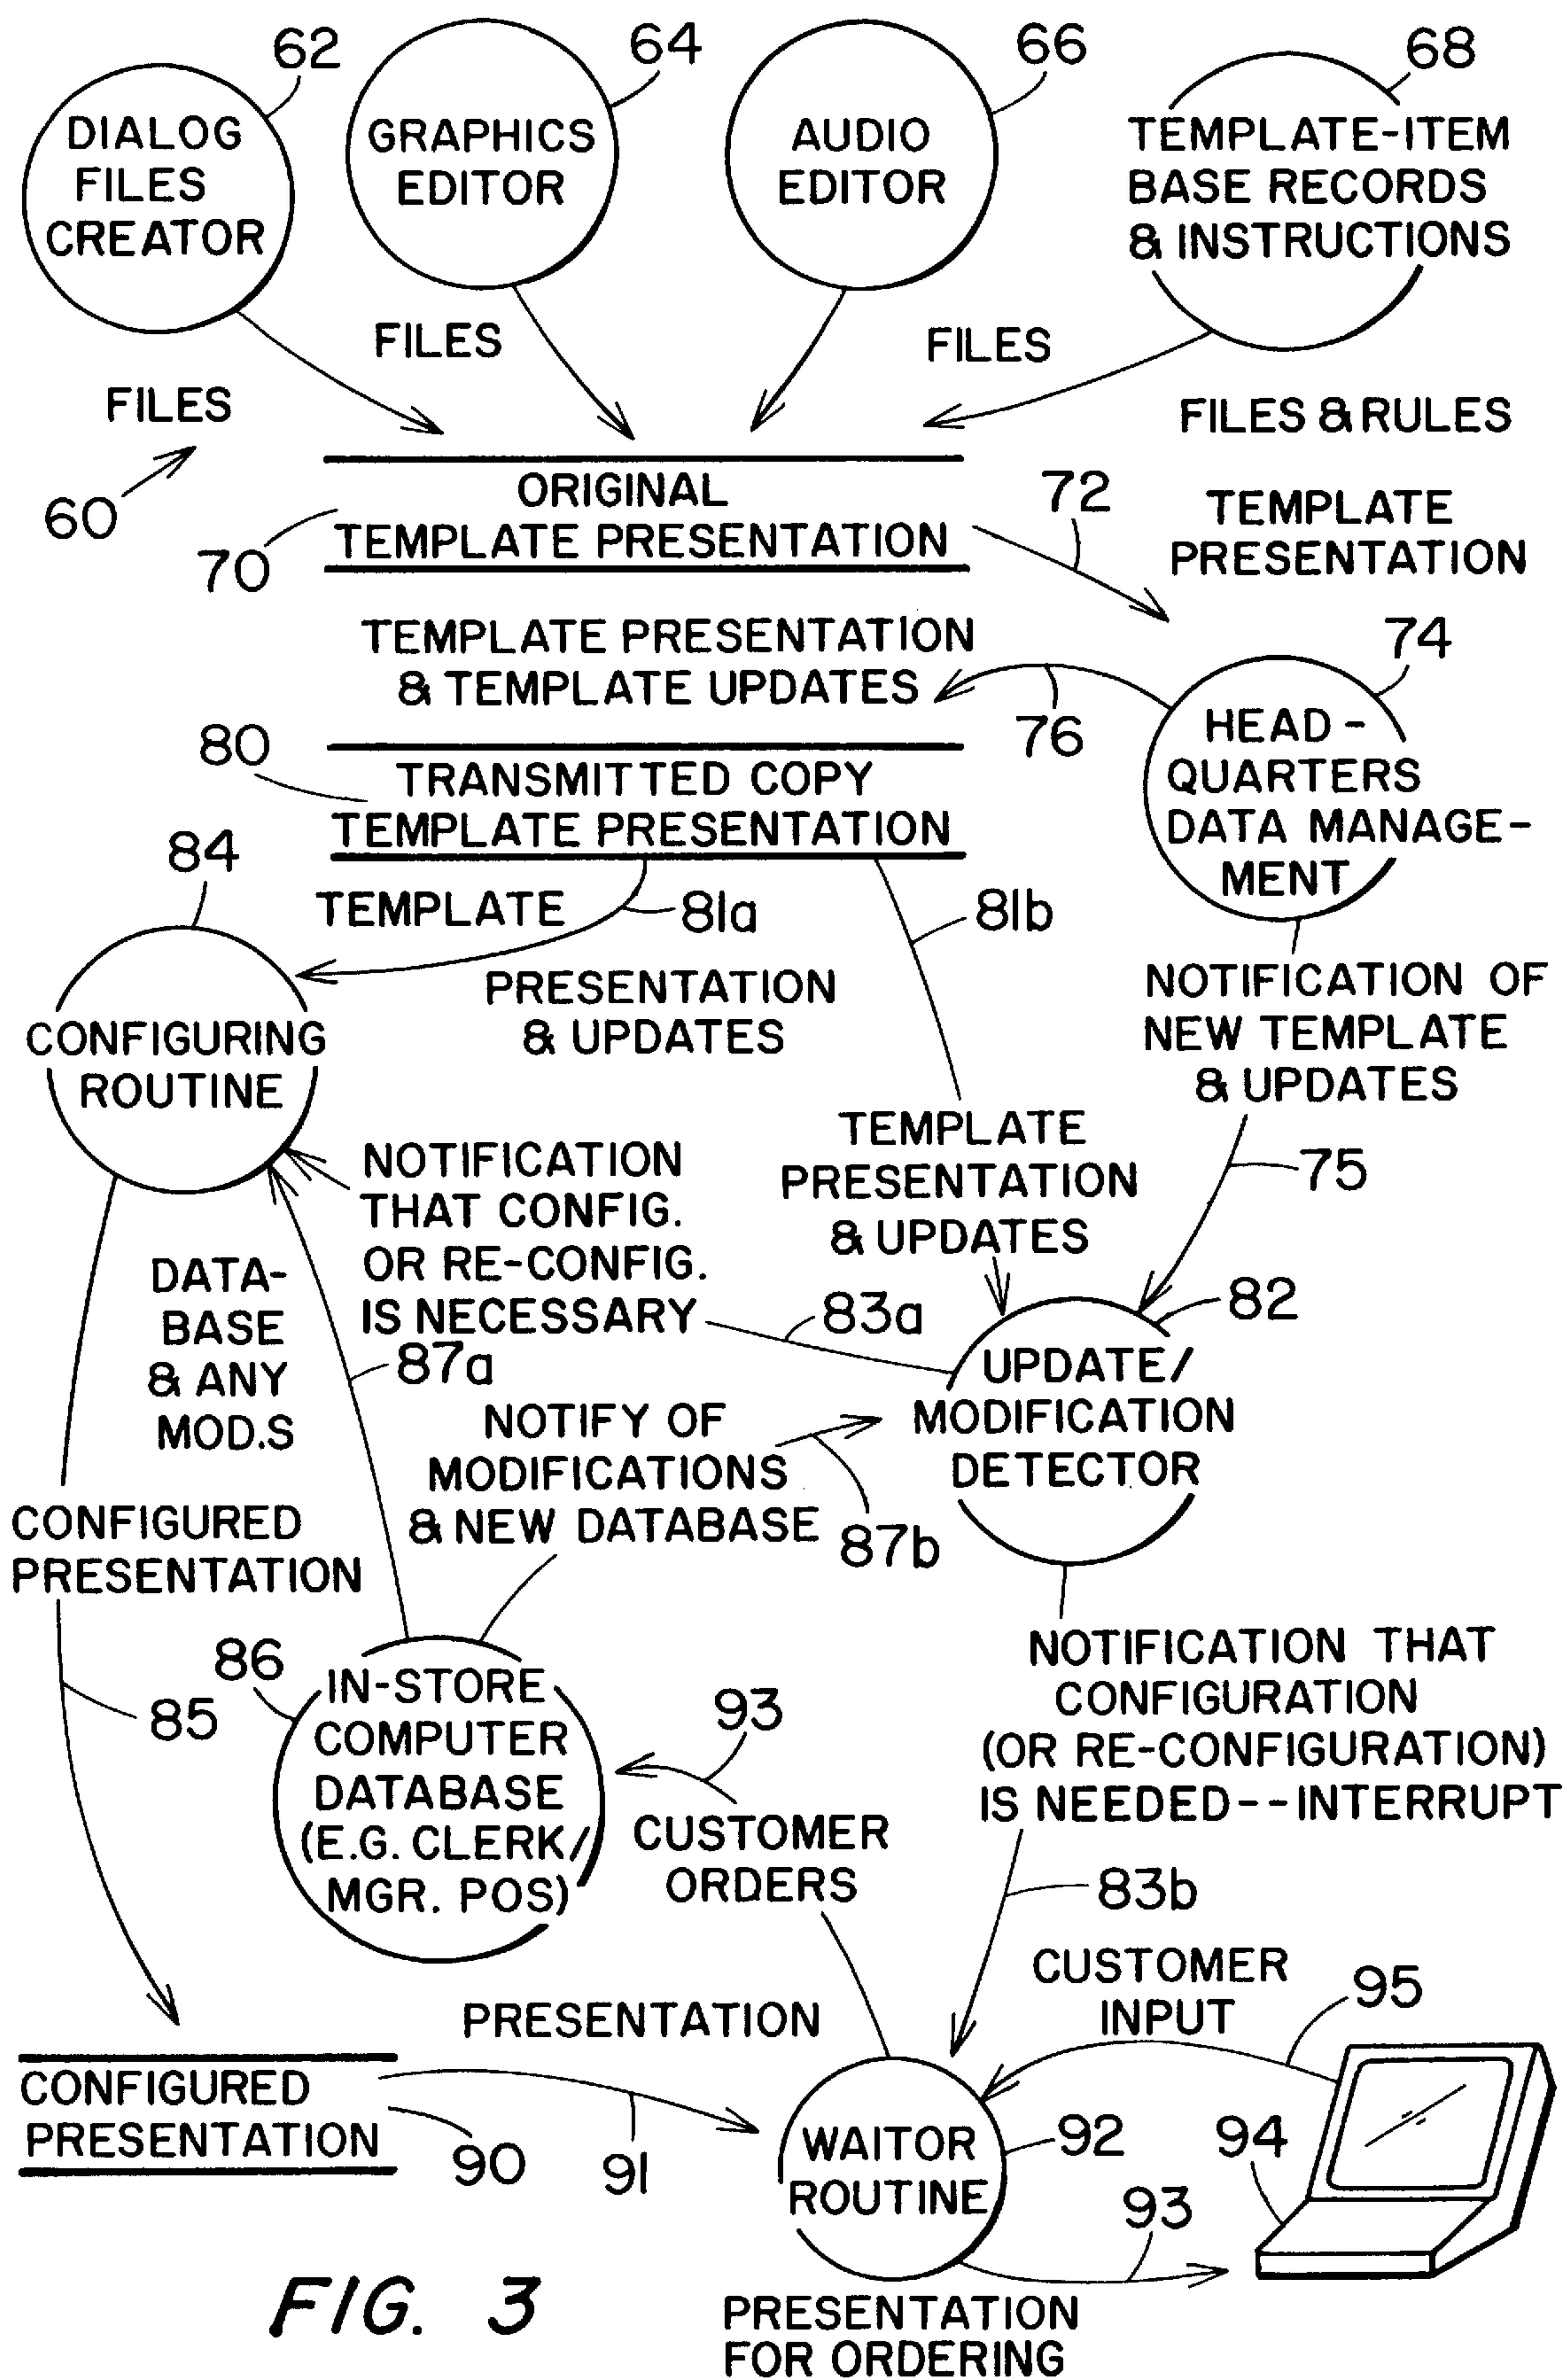 62
64
66
68
DIALOG
FILES
CREATOR
GRAPHICS
EDITOR
AUDIO
EDITOR
TEMPLATE-ITEM
BASE RECORDS
& INSTRUCTIONS
FILES
FILES
FILES
FILES & RULES
60
ORIGINAL
TEMPLATE PRESENTATION
70
72
TEMPLATE
PRESENTATION
TEMPLATE PRESENTATION
& TEMPLATE UPDATES
74
76
HEAD-
QUARTERS
DATA MANAGE-
MENT
80
TRANSMITTED COPY
TEMPLATE PRESENTATION
84
TEMPLATE
81a
81b
PRESENTATION
& UPDATES
NOTIFICATION OF
NEW TEMPLATE
& UPDATES
CONFIGURING
ROUTINE
75
TEMPLATE
PRESENTATION
& UPDATES
NOTIFICATION
THAT CONFIG.
OR RE-CONFIG.
IS NECESSARY
83a
82
DATA-
BASE
& ANY
MOD.S
87a
UPDATE/
MODIFICATION
DETECTOR
NOTIFY OF
MODIFICATIONS
& NEW DATABASE
87b
CONFIGURED
PRESENTATION
85
86
IN-STORE
COMPUTER
DATABASE
(E.G. CLERK/
MGR. POS)
93
CUSTOMER
ORDERS
NOTIFICATION THAT
CONFIGURATION
(OR RE-CONFIGURATION)
IS NEEDED--INTERRUPT
83b
CUSTOMER
INPUT
95
PRESENTATION
CONFIGURED
PRESENTATION
90
91
WAITOR
ROUTINE
92
94
93
PRESENTATION
FOR ORDERING
FIG. 3